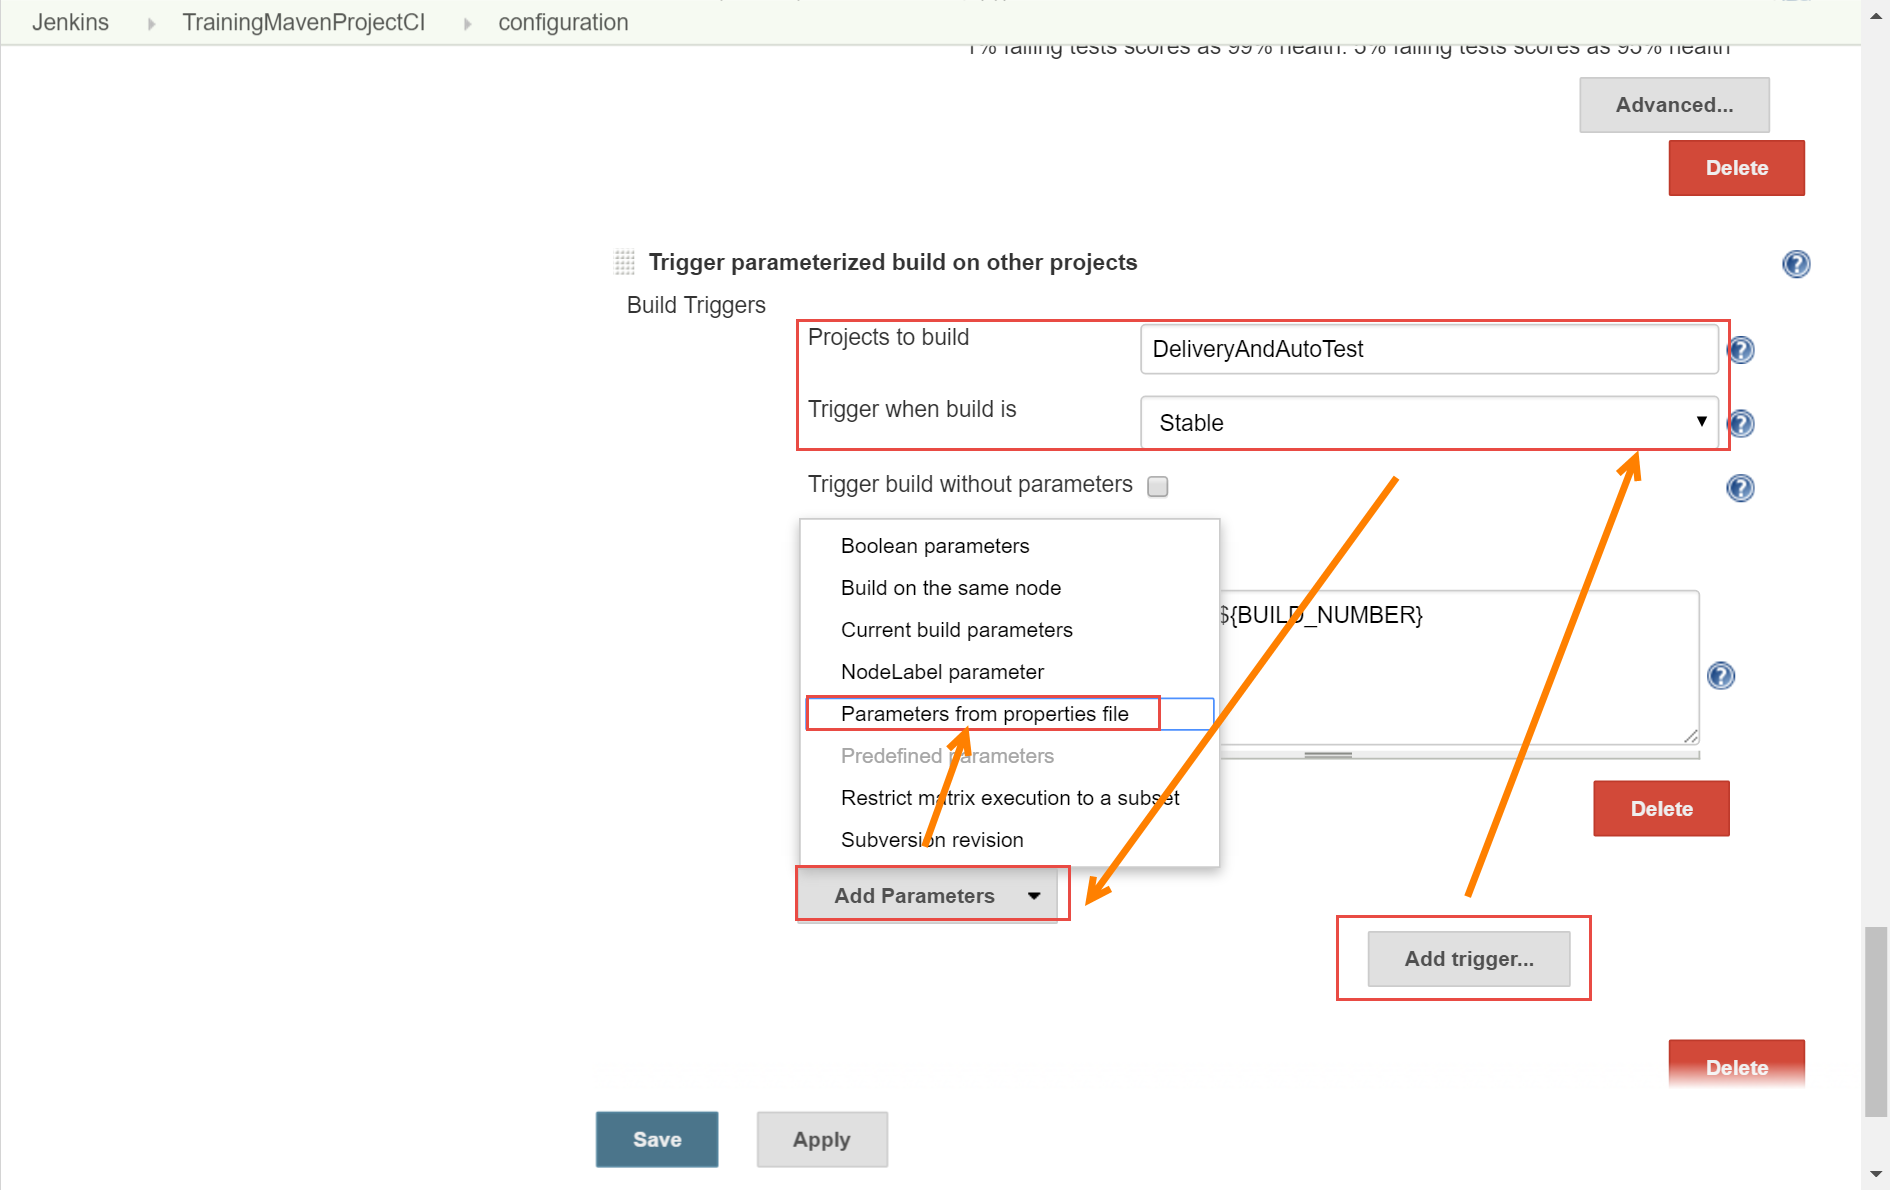 Jenkins TrainingMavenProjectCI configuration
1% failing tests scores as 99% health. 5% failing tests scores as 95% health
Advanced...
Delete
Trigger parameterized build on other projects
Build Triggers
Projects to build
DeliveryAndAutoTest
Trigger when build is
Stable
Trigger build without parameters
Boolean parameters
Build on the same node
Current build parameters
NodeLabel parameter
Parameters from properties file
Predefined parameters
Restrict matrix execution to a subset
Subversion revision
${BUILD_NUMBER}
Delete
Add Parameters
Add trigger...
Delete
Save
Apply